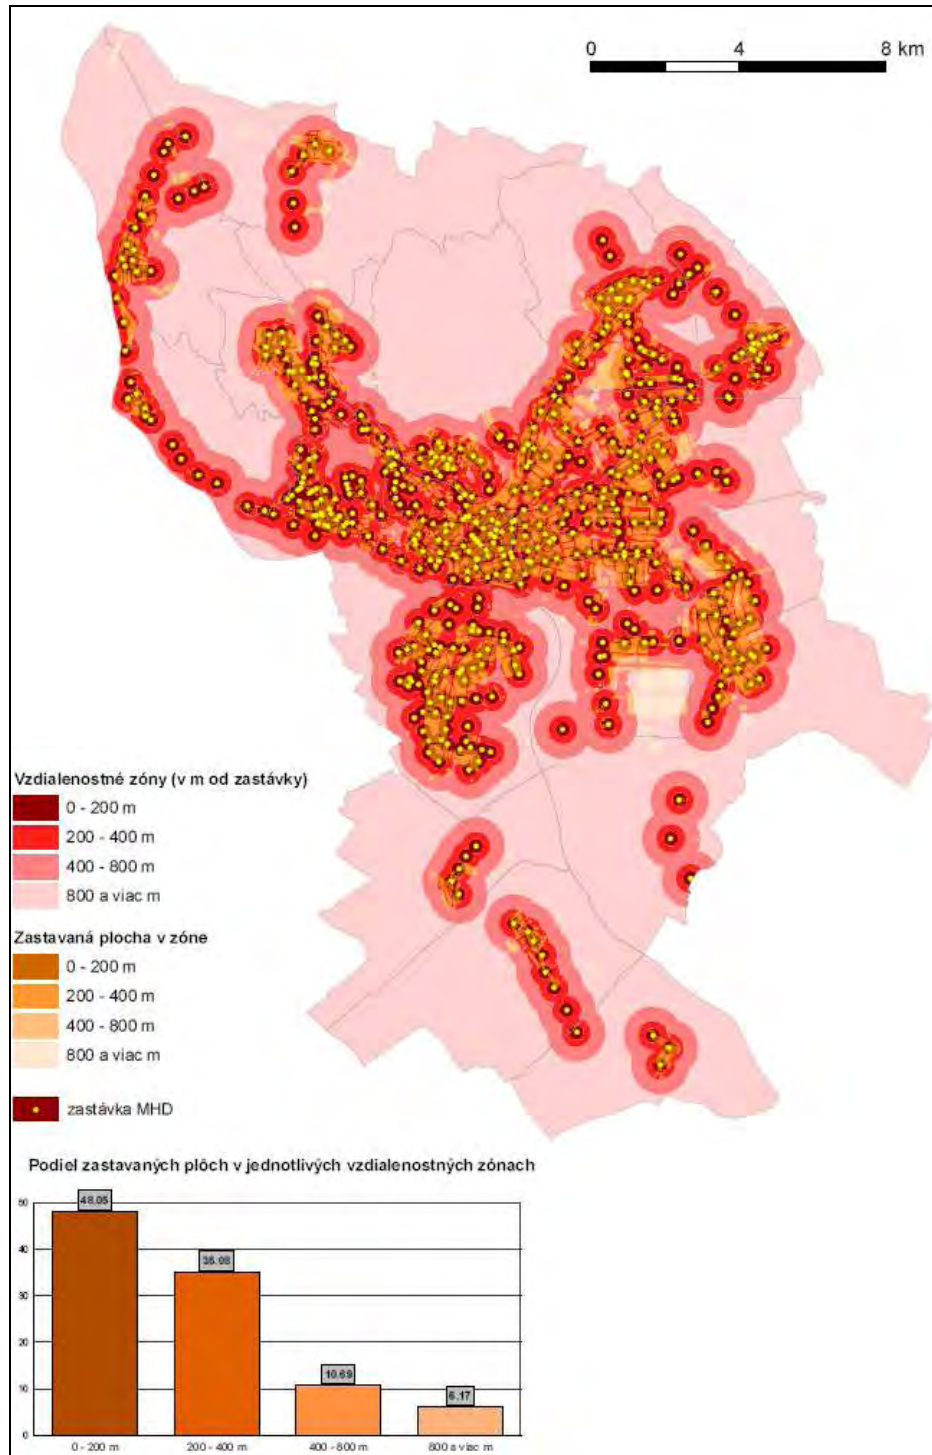 0 4 8 km
Vzdialenostné zóny (v m od zastávky)
0 - 200 m
200 - 400 m
400 - 800 m
800 a viac m
Zastavaná plocha v zóne
0 - 200 m
200 - 400 m
400 - 800 m
800 a viac m
zastávka MHD
Podiel zastavaných plôch v jednotlivých vzdialenostných zónach
50
40
30
20
10
0
48.05
35.08
10.69
6.17
0 - 200 m
200 - 400 m
400 - 800 m
800 a viac m